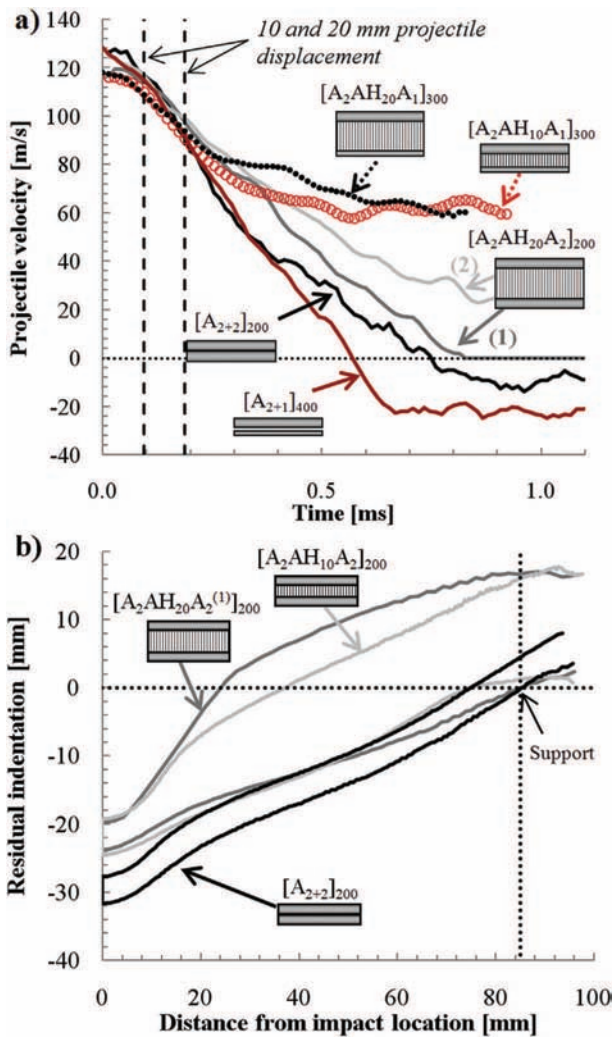 a)
140
120
100
80
60
40
20
0
-20
-40
Projectile velocity [m/s]
10 and 20 mm projectile
displacement
[A₂AH₂₀A₁]₃₀₀
[A₂AH₁₀A₁]₃₀₀
[A₂AH₂₀A₂]₂₀₀
(2)
(1)
[A₂₊₂]₂₀₀
[A₂₊₁]₄₀₀
0.0 0.5 1.0
Time [ms]
b)
20
10
0
-10
-20
-30
-40
Residual indentation [mm]
[A₂AH₁₀A₂]₂₀₀
[A₂AH₂₀A₂⁽¹⁾]₂₀₀
Support
[A₂₊₂]₂₀₀
0 20 40 60 80 100
Distance from impact location [mm]